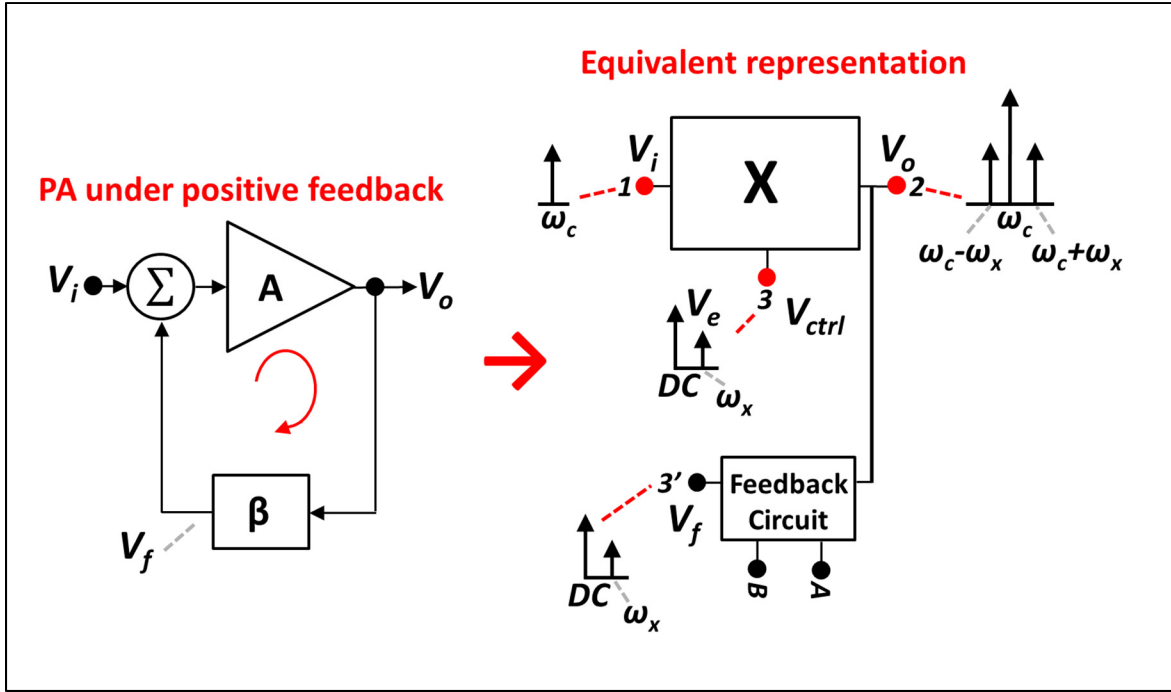 Equivalent representation
PA under positive feedback
V_i
Σ
A
V_o
β
V_f
ω_c
V_i
1
X
V_o
2
ω_c
ω_c-ω_x
ω_c+ω_x
3
V_ctrl
V_e
DC
ω_x
3'
V_f
Feedback
Circuit
B
A
DC
ω_x